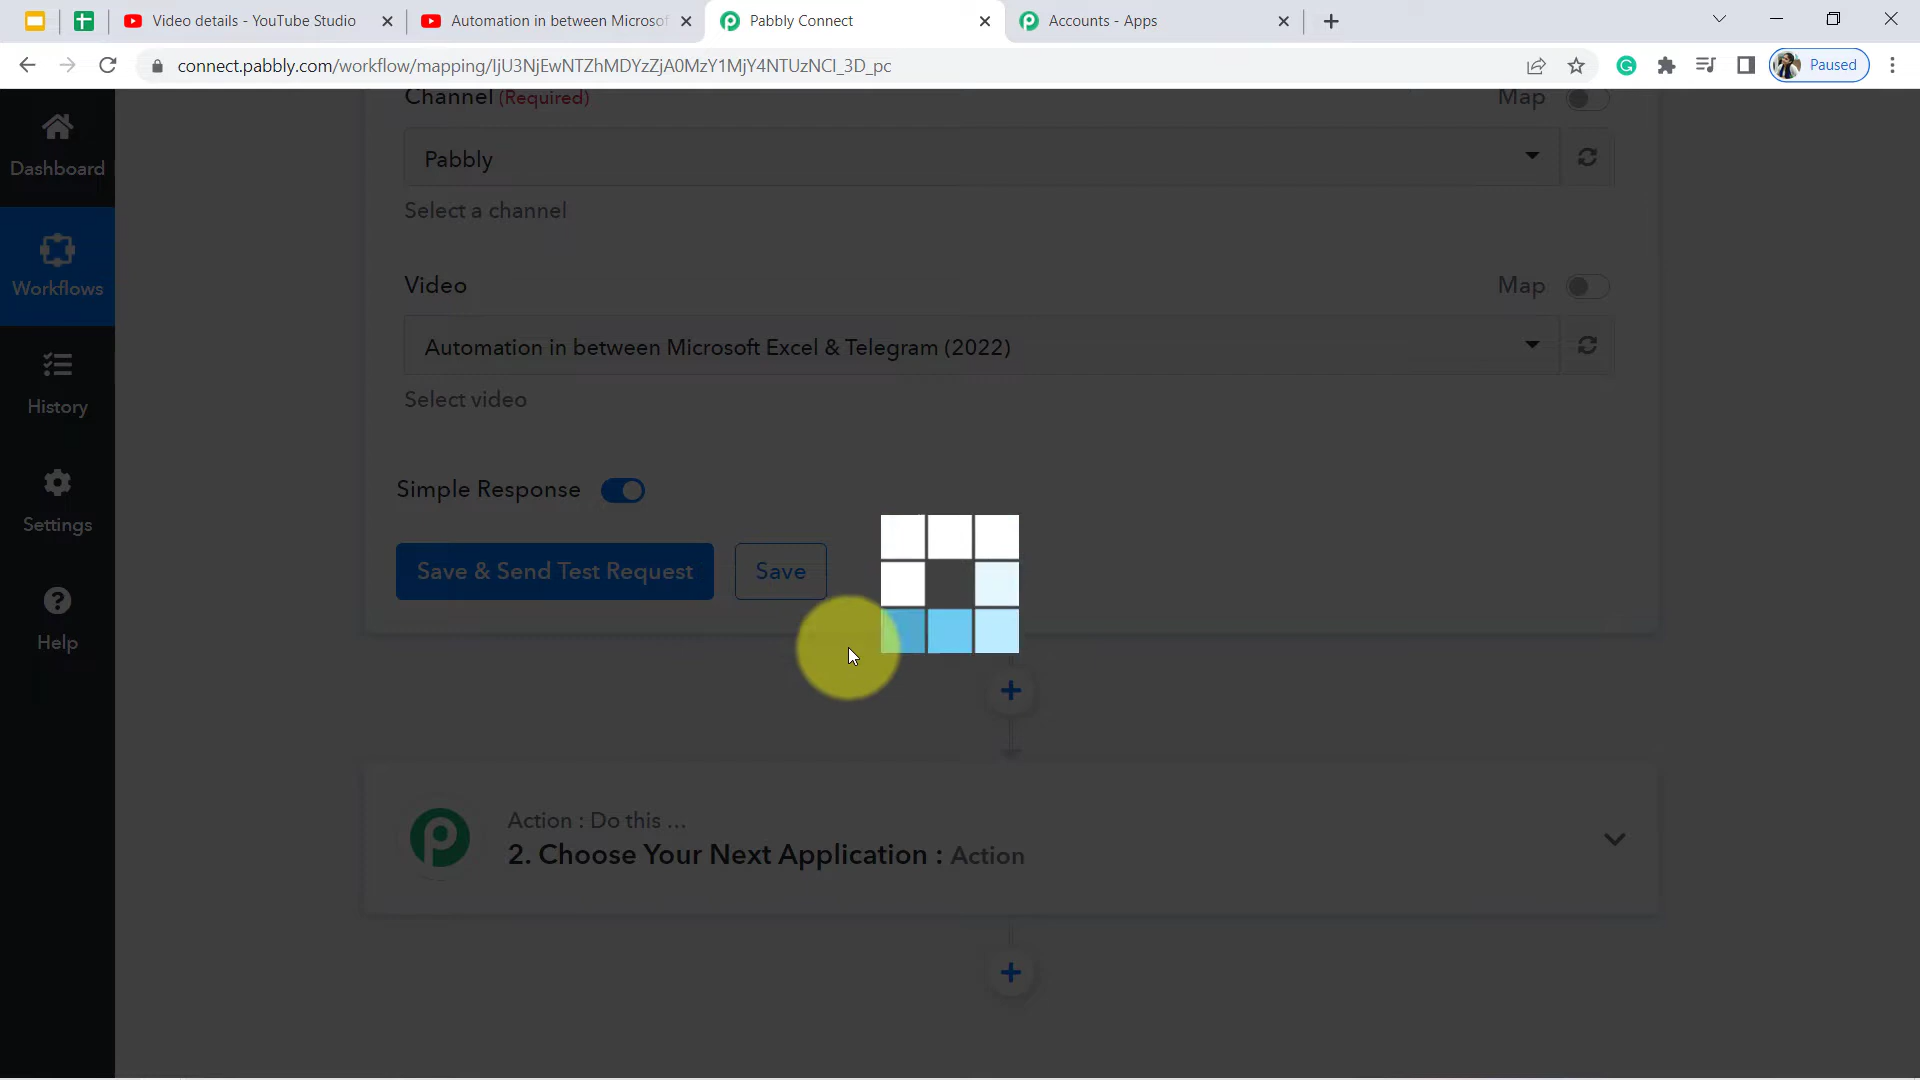 Video details - YouTube Studio
Automation in between Microsof
Pabbly Connect
Accounts - Apps
connect.pabbly.com/workflow/mapping/IjU3NjEwNTZhMDYzZjA0MzY1MjY4NTUzNCI_3D_pc
Paused
Channel (Required)
Map
Dashboard
Pabbly
Select a channel
Workflows
Video
Map
Automation in between Microsoft Excel & Telegram (2022)
Select video
History
Simple Response
Settings
Save & Send Test Request
Save
Help
Action : Do this ...
2. Choose Your Next Application : Action